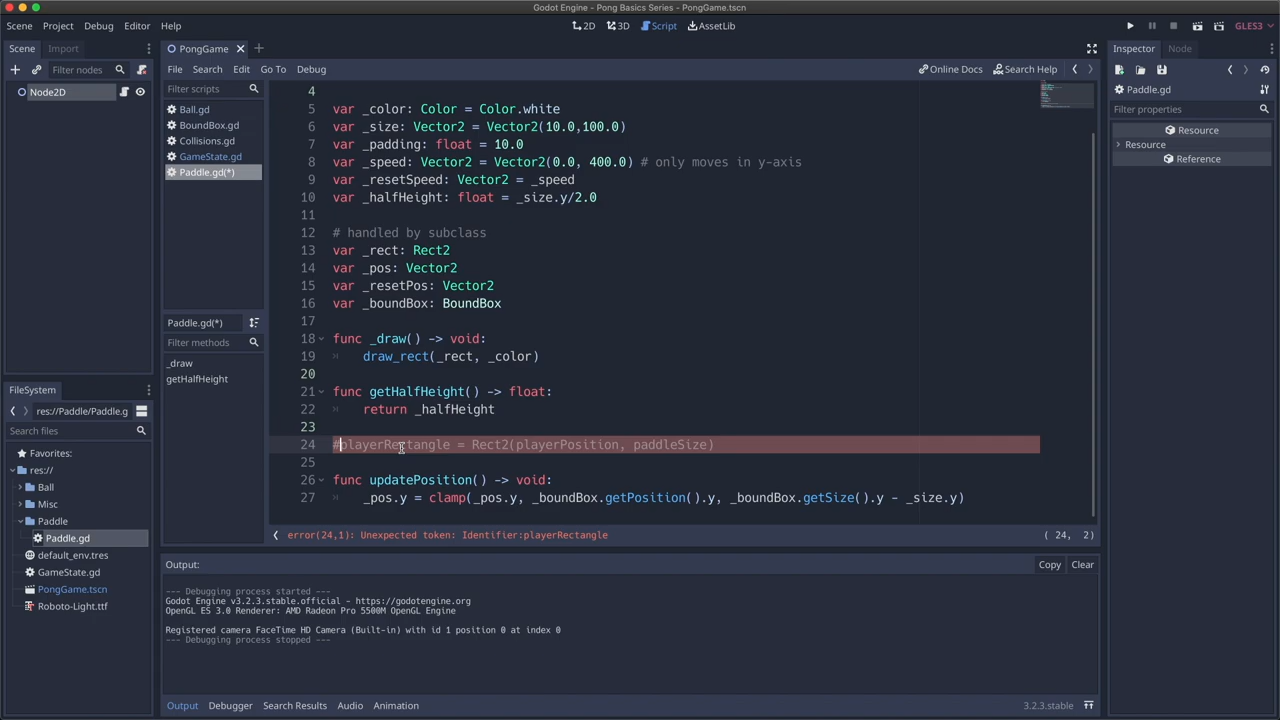 Godot Engine - Pong Basics Series - PongGame.tscn
Scene Project Debug Editor Help
2D 3D Script AssetLib
GLES3
Scene Import
Filter nodes
Node2D
PongGame
File Search Edit Go To Debug
Online Docs Search Help
Filter scripts
Ball.gd
BoundBox.gd
Collisions.gd
GameState.gd
Paddle.gd(*)
Paddle.gd(*)
Filter methods
_draw
getHalfHeight
4
5 var _color: Color = Color.white
6 var _size: Vector2 = Vector2(10.0,100.0)
7 var _padding: float = 10.0
8 var _speed: Vector2 = Vector2(0.0, 400.0) # only moves in y-axis
9 var _resetSpeed: Vector2 = _speed
10 var _halfHeight: float = _size.y/2.0
11
12 # handled by subclass
13 var _rect: Rect2
14 var _pos: Vector2
15 var _resetPos: Vector2
16 var _boundBox: BoundBox
17
18 func _draw() -> void:
19 draw_rect(_rect, _color)
20
21 func getHalfHeight() -> float:
22 return _halfHeight
23
24 #playerRectangle = Rect2(playerPosition, paddleSize)
25
26 func updatePosition() -> void:
27 _pos.y = clamp(_pos.y, _boundBox.getPosition().y, _boundBox.getSize().y - _size.y)
error(24,1): Unexpected token: Identifier:playerRectangle
( 24, 2)
Inspector Node
Paddle.gd
Filter properties
Resource
Resource
Reference
FileSystem
res://Paddle/Paddle.g
Search files
Favorites:
res://
Ball
Misc
Paddle
Paddle.gd
default_env.tres
GameState.gd
PongGame.tscn
Roboto-Light.ttf
Output:
Copy Clear
--- Debugging process started ---
Godot Engine v3.2.3.stable.official - https://godotengine.org
OpenGL ES 3.0 Renderer: AMD Radeon Pro 5500M OpenGL Engine
Registered camera FaceTime HD Camera (Built-in) with id 1 position 0 at index 0
--- Debugging process stopped ---
Output Debugger Search Results Audio Animation
3.2.3.stable